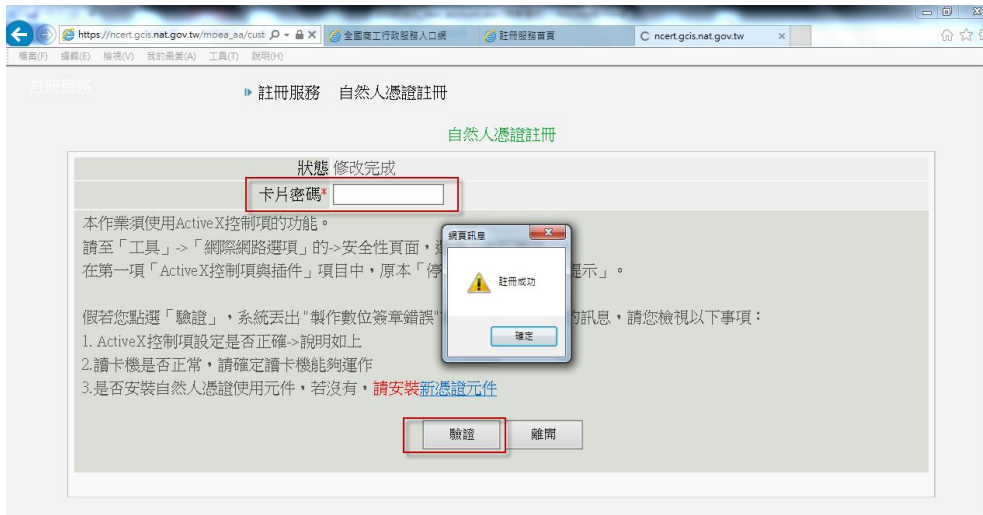 https://ncert.gcis.nat.gov.tw/moea_aa/cust
全國商工行政服務入口網
註冊服務首頁
ncert.gcis.nat.gov.tw
檔案(F) 編輯(E) 檢視(V) 我的最愛(A) 工具(T) 說明(H)
註冊服務
註冊服務 自然人憑證註冊
自然人憑證註冊
狀態 修改完成
卡片密碼*
本作業須使用ActiveX控制項的功能。
請至「工具」->「網際網路選項」的->安全性頁面，
在第一項「ActiveX控制項與插件」項目中，原本「停
提示」。
網頁訊息
註冊成功
確定
假若您點選「驗證」，系統丟出"製作數位簽章錯誤"
的訊息，請您檢視以下事項：
1. ActiveX控制項設定是否正確->說明如上
2.讀卡機是否正常，請確定讀卡機能夠運作
3.是否安裝自然人憑證使用元件，若沒有，請安裝新憑證元件
驗證 離開